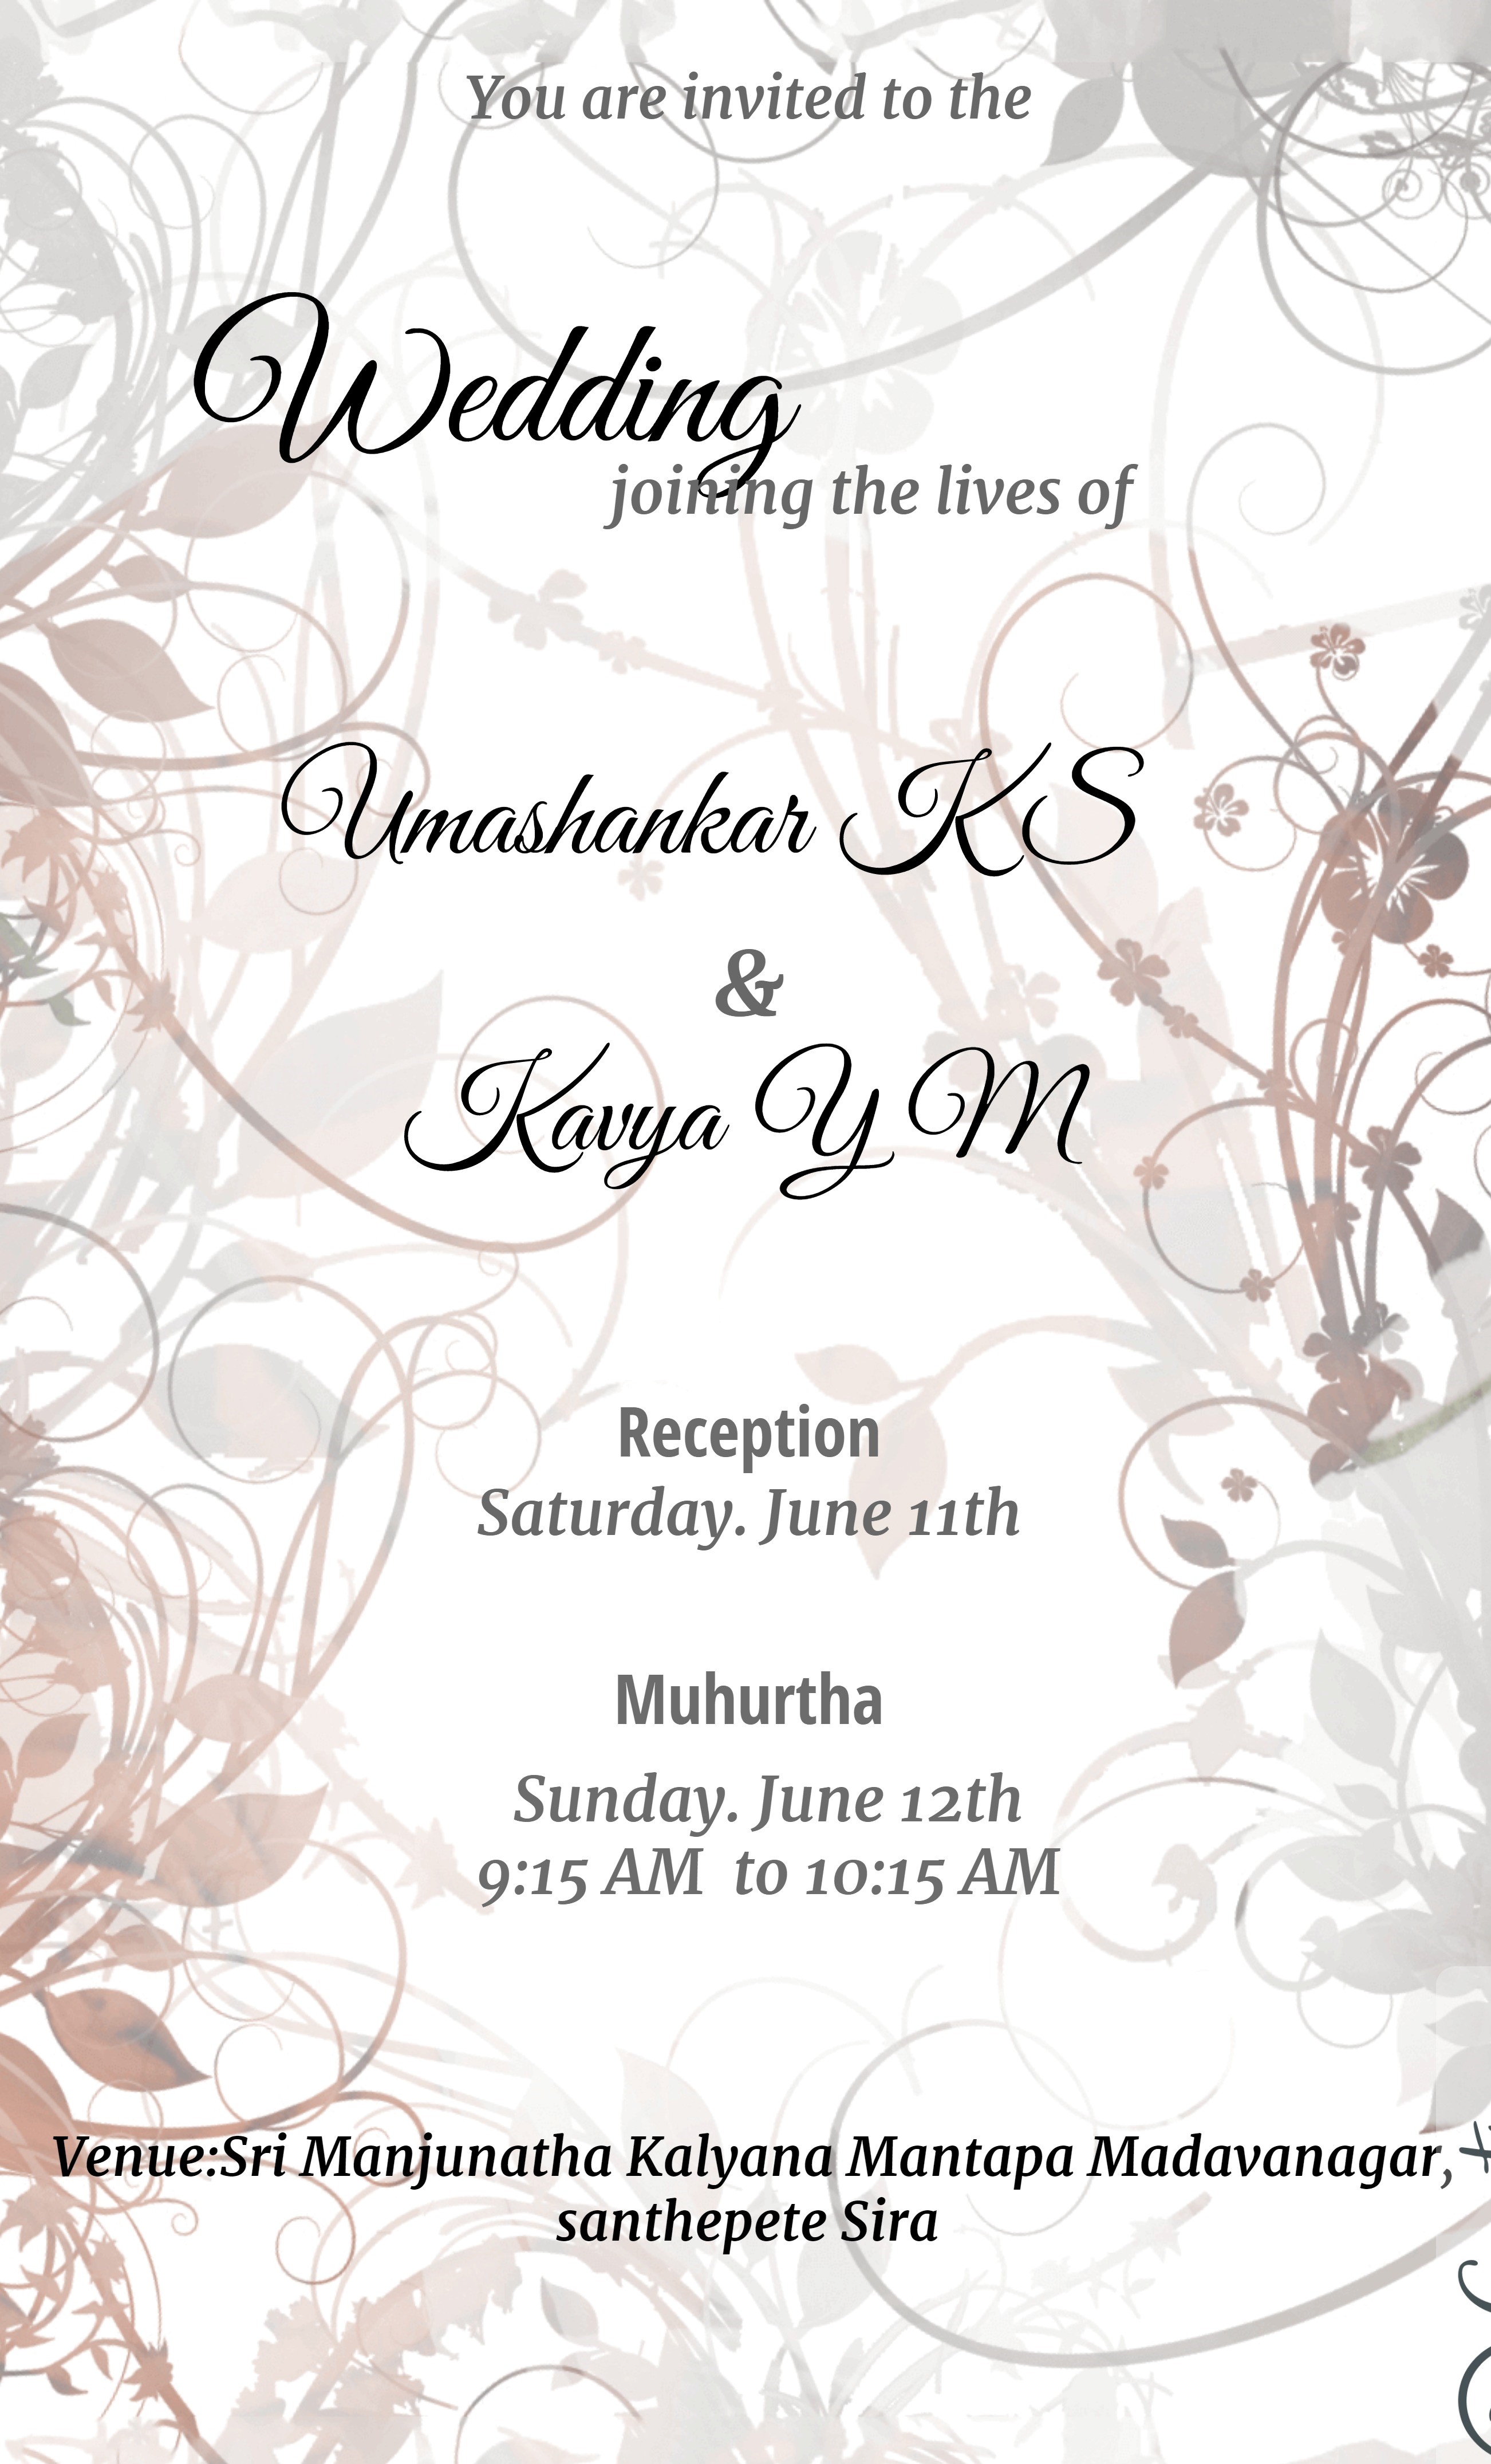 You are invited to the
Wedding
joining the lives of
Umashankar KS
&
Kavya Y M
Reception
Saturday. June 11th
Muhurtha
Sunday. June 12th
9:15 AM  to 10:15 AM
Venue:Sri Manjunatha Kalyana Mantapa Madavanagar,
santhepete Sira